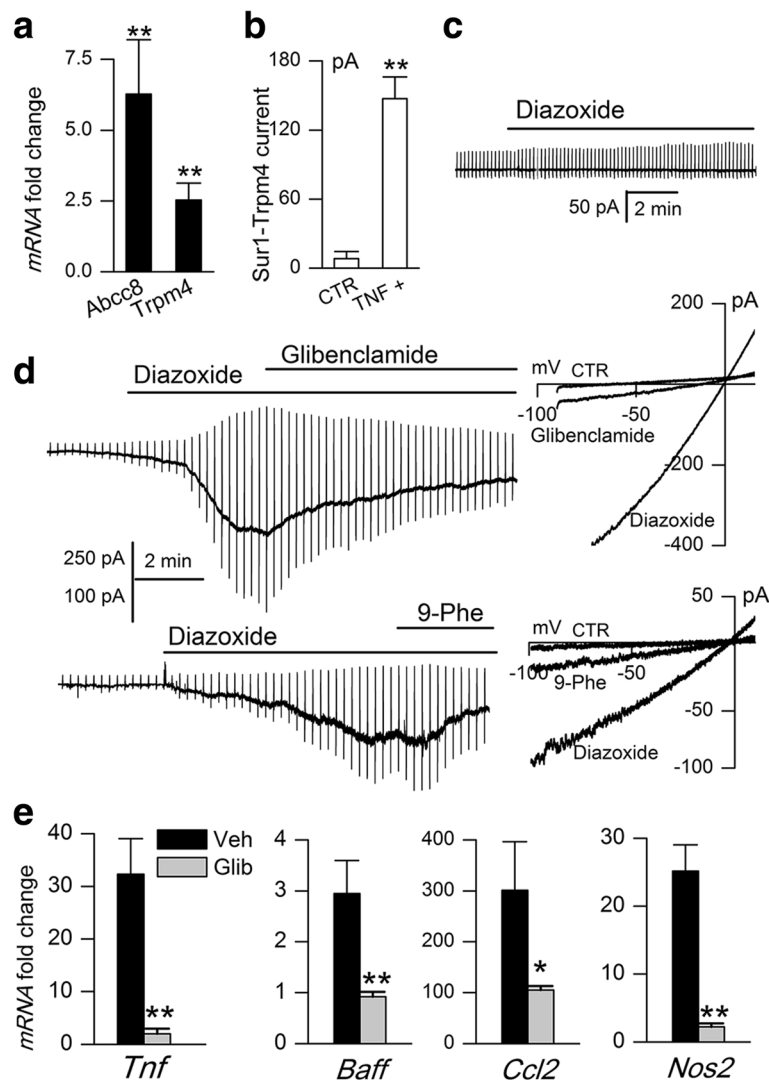 a
**
7.5
5.0
2.5
0.0
mRNA fold change
**
Abcc8
Trpm4
b
pA
**
180
120
60
0
Sur1-Trpm4 current
CTR
TNF +
c
Diazoxide
50 pA
2 min
d
Glibenclamide
Diazoxide
250 pA
2 min
100 pA
200
pA
mV
CTR
-100
-50
Glibenclamide
-200
Diazoxide
-400
9-Phe
Diazoxide
50
pA
mV
CTR
-100
-50
9-Phe
-50
Diazoxide
-100
e
Veh
Glib
mRNA fold change
40
30
20
10
0
**
Tnf
4
3
2
1
0
**
Baff
400
300
200
100
0
*
Ccl2
30
20
10
0
**
Nos2